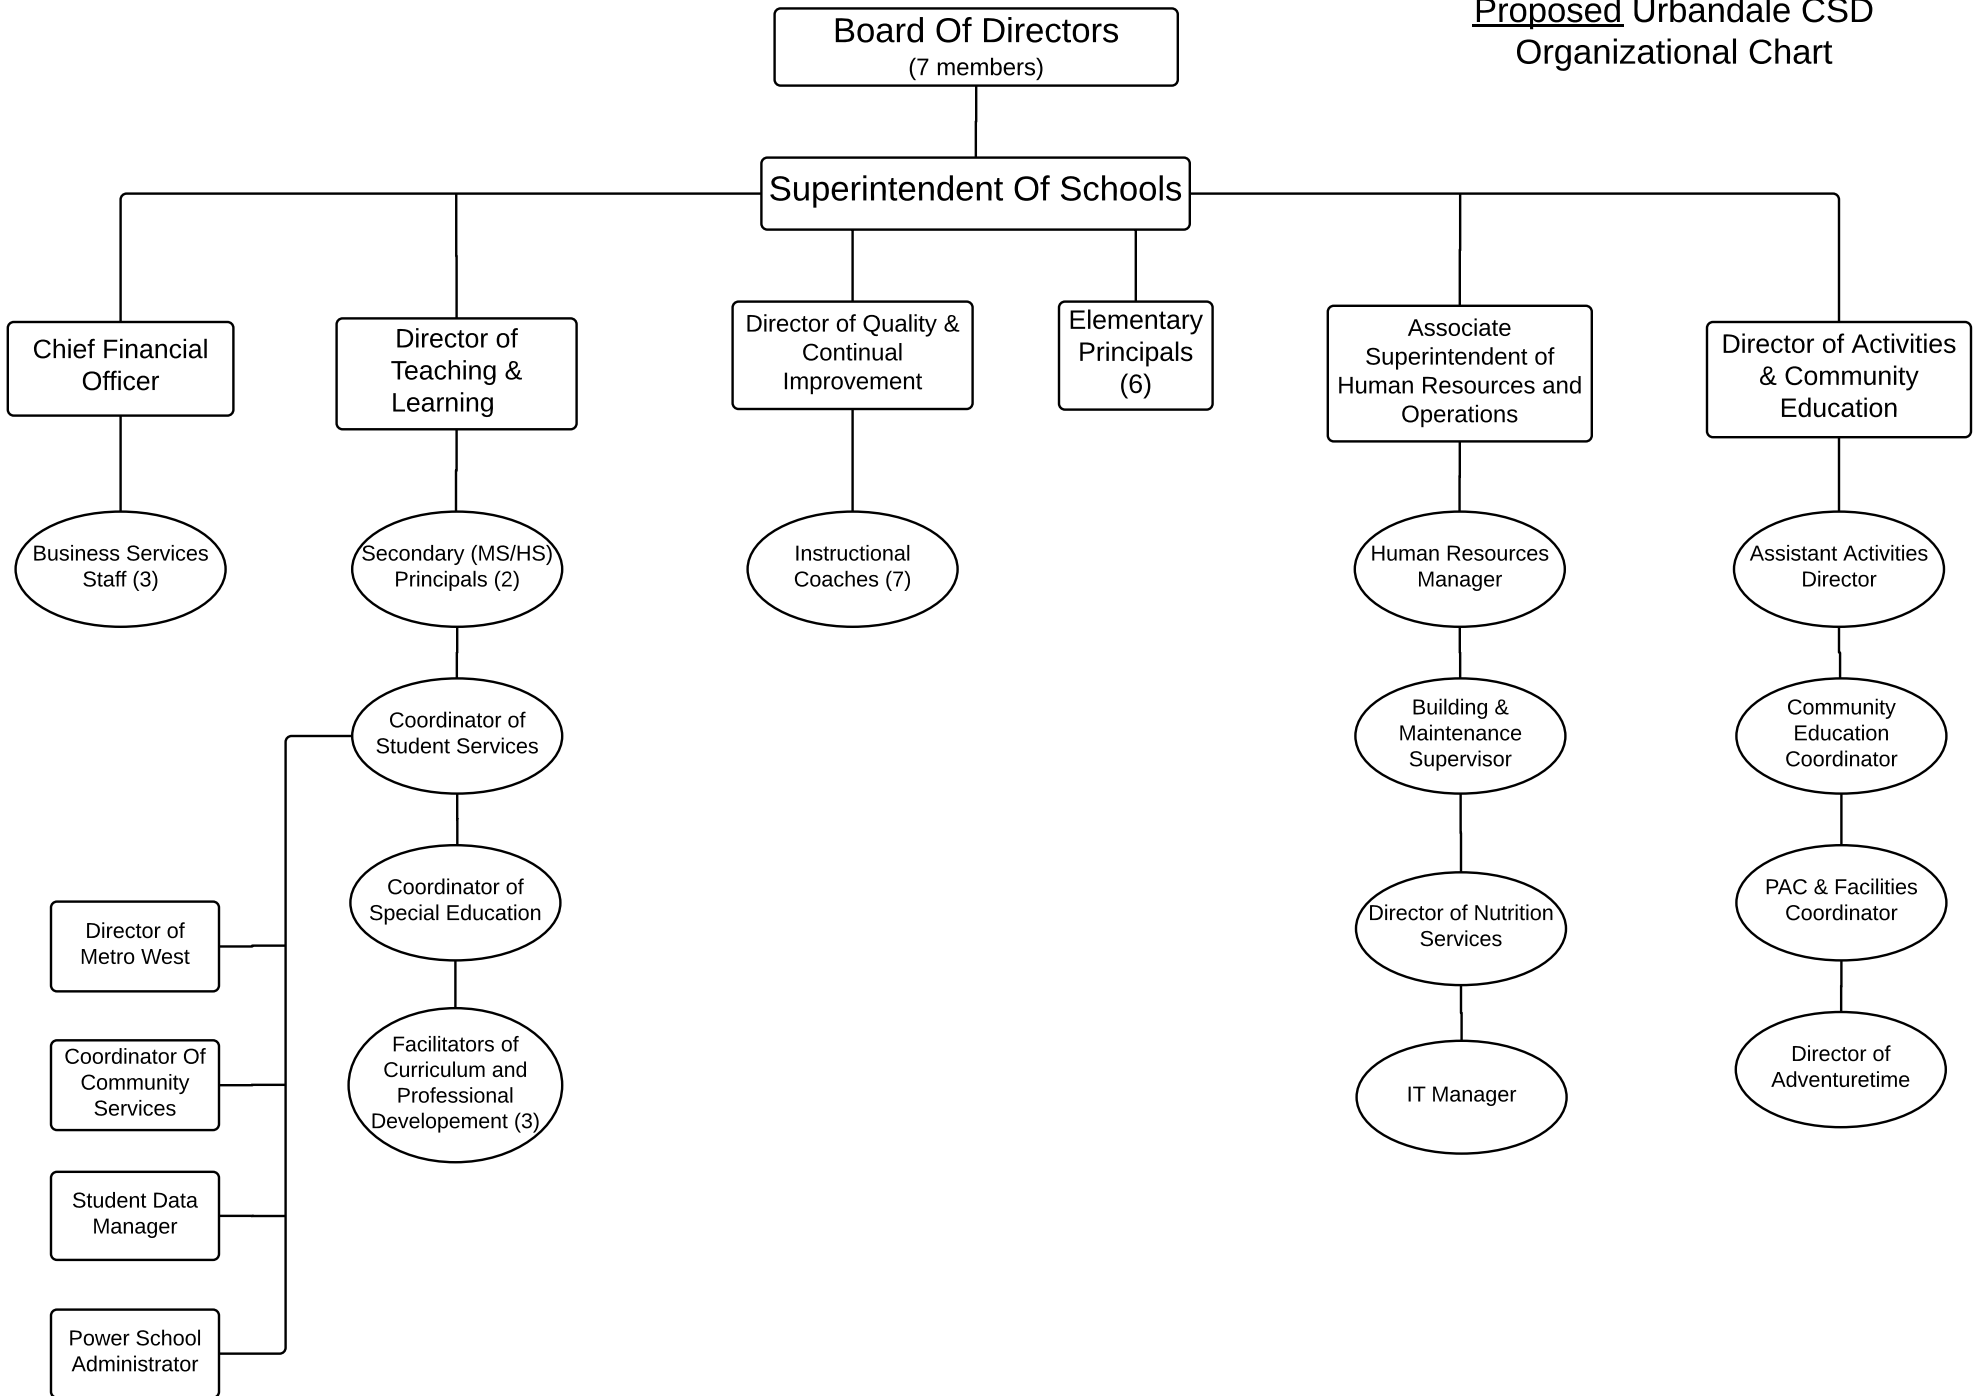 Proposed Urbandale CSD
Organizational Chart
Board Of Directors
(7 members)
Superintendent Of Schools
Chief Financial
Officer
Director of
Teaching &
Learning
Director of Quality &
Continual
Improvement
Elementary
Principals
(6)
Associate
Superintendent of
Human Resources and
Operations
Director of Activities
& Community
Education
Business Services
Staff (3)
Secondary (MS/HS)
Principals (2)
Instructional
Coaches (7)
Human Resources
Manager
Assistant Activities
Director
Coordinator of
Student Services
Building &
Maintenance
Supervisor
Community
Education
Coordinator
Coordinator of
Special Education
Director of Nutrition
Services
PAC & Facilities
Coordinator
Director of
Metro West
Facilitators of
Curriculum and
Professional
Developement (3)
IT Manager
Director of
Adventuretime
Coordinator Of
Community
Services
Student Data
Manager
Power School
Administrator